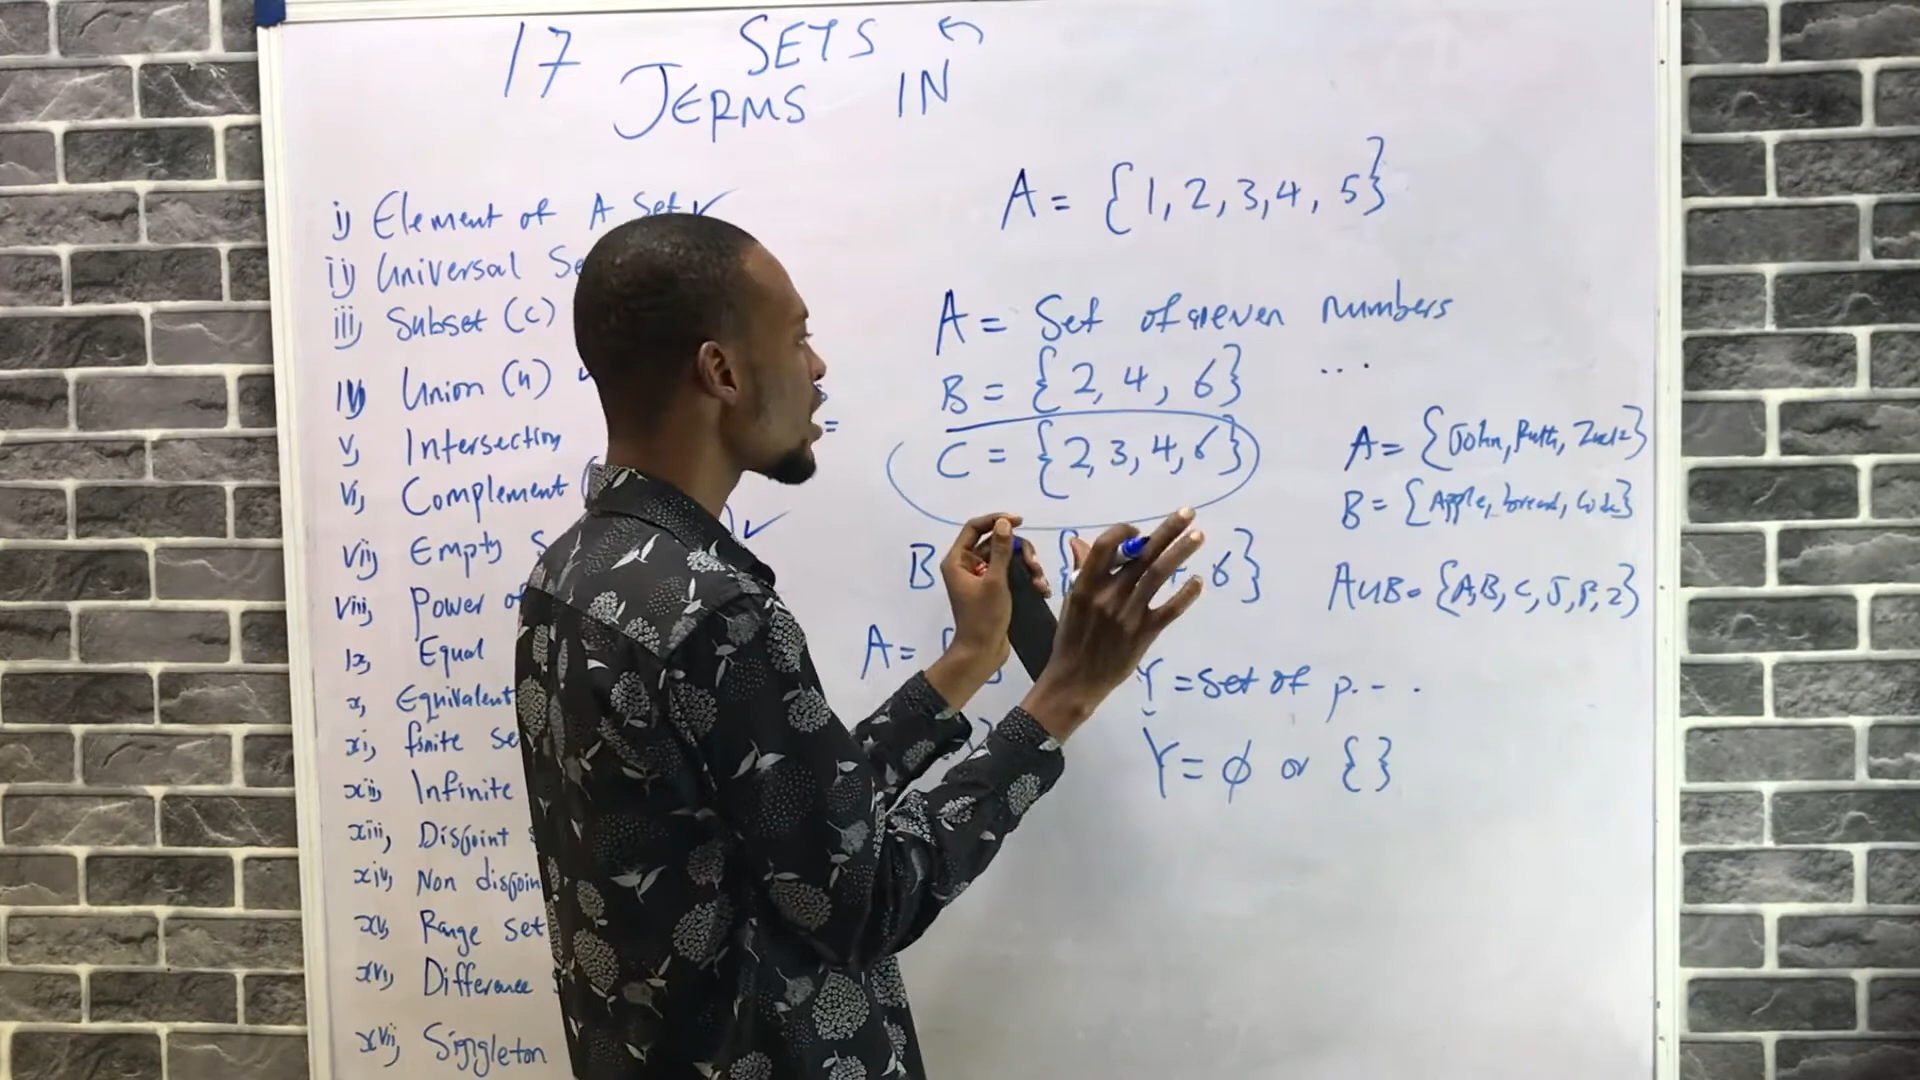 17 SETS
TERMS IN
i) Element of A Set
ii) Universal Se
iii) Subset (c)
iv) Union (u)
v) Intersection
vi) Complement (
vii) Empty S
viii) Power of
ix) Equal
x) Equivalent
xi) finite se
xii) Infinite
xiii) Disjoint s
xiv) Non disjoin
xv) Range set
xvi) Difference
xvii) Singleton
A = {1, 2, 3, 4, 5}
A = Set of even numbers
B = {2, 4, 6} ...
C = {2, 3, 4, 6}
B { 6}
A = {
A = {John, Ruth,
B = {Apple, bread,
AUB = {A, B, C, J, R, Z}
Y = set of p...
Y = ϕ or { }